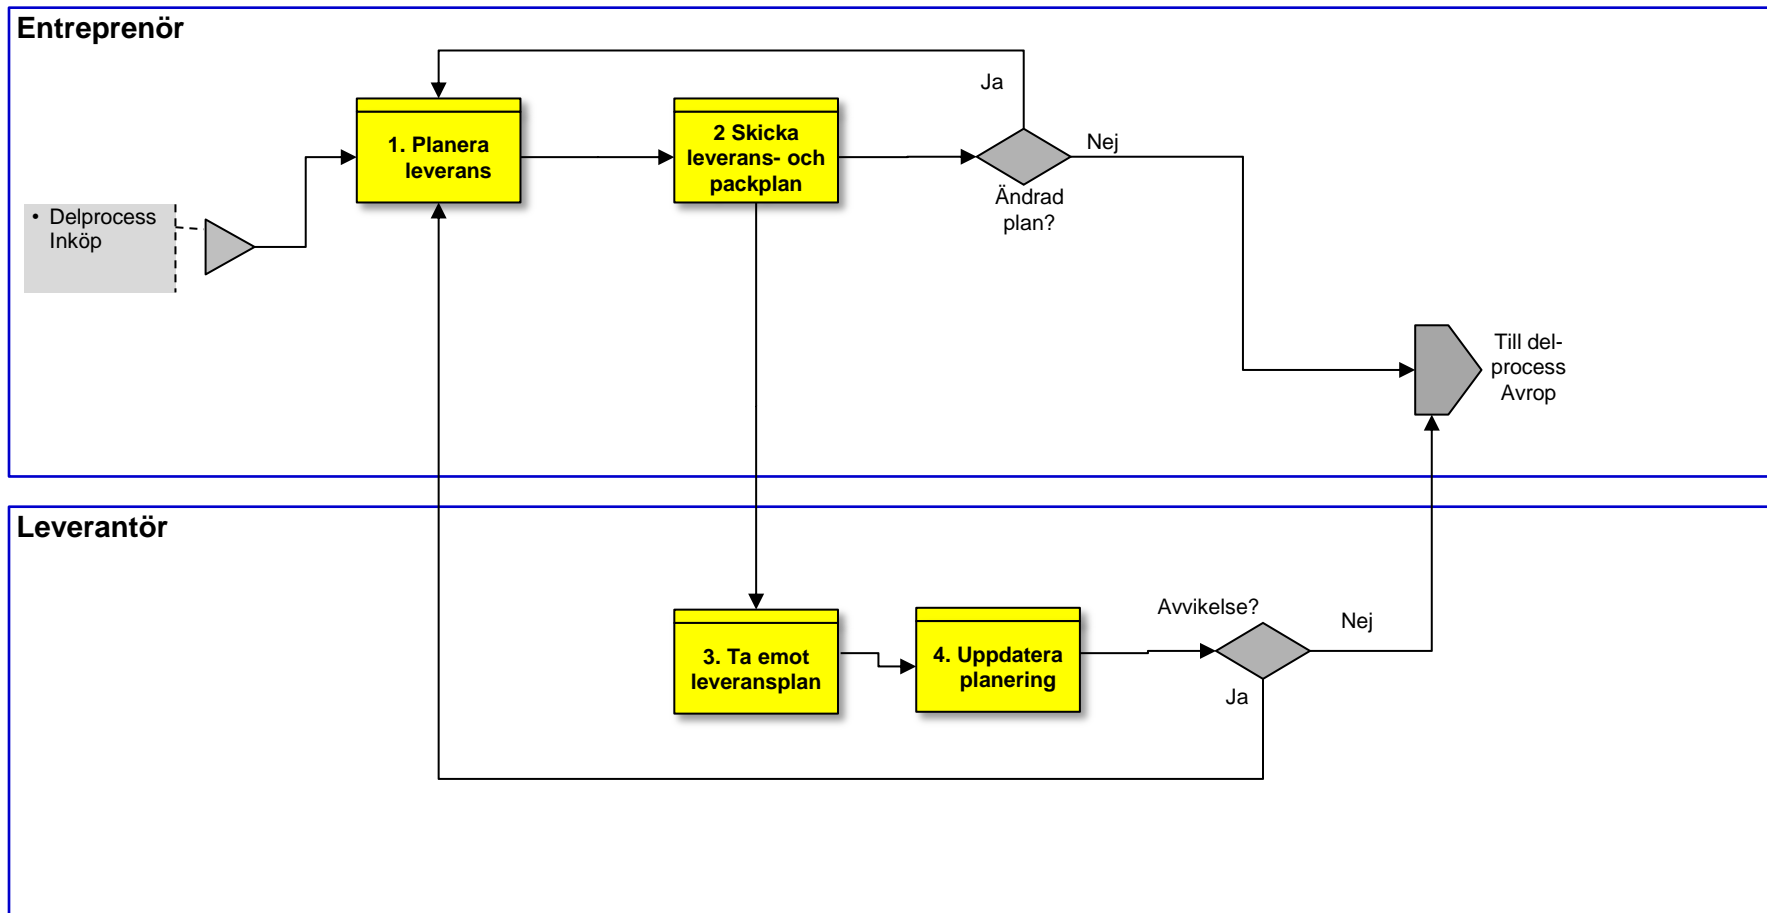 Entreprenör
Ja
1. Planera
leverans
2 Skicka
leverans- och
packplan
Nej
Ändrad
plan?
• Delprocess
Inköp
Till del-
process
Avrop
Leverantör
Avvikelse?
Nej
3. Ta emot
leveransplan
4. Uppdatera
planering
Ja